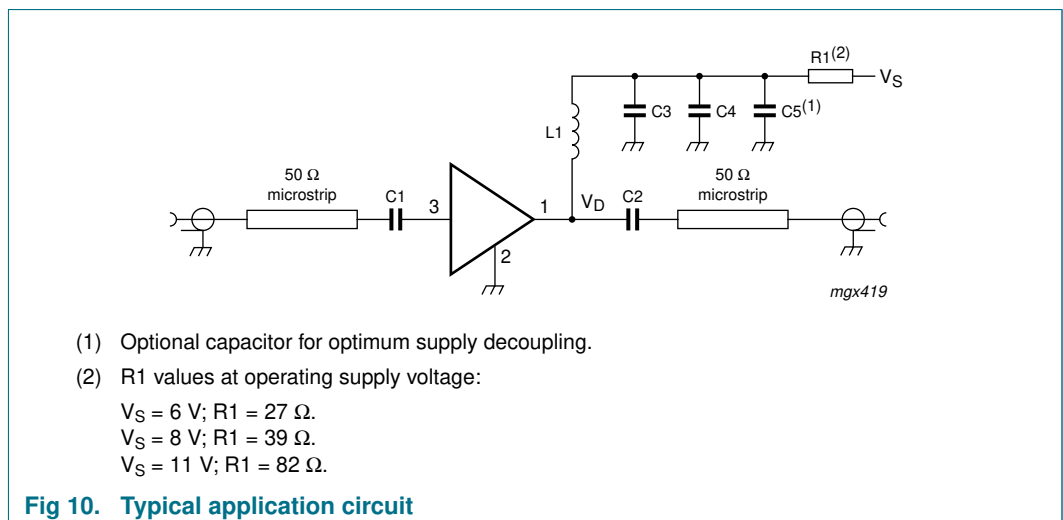 R1(2)
VS
C3
C4
C5(1)
L1
50 Ω
microstrip
C1
3
1
VD
C2
50 Ω
microstrip
2
mgx419
(1) Optional capacitor for optimum supply decoupling.
(2) R1 values at operating supply voltage:
VS = 6 V; R1 = 27 Ω.
VS = 8 V; R1 = 39 Ω.
VS = 11 V; R1 = 82 Ω.
Fig 10. Typical application circuit